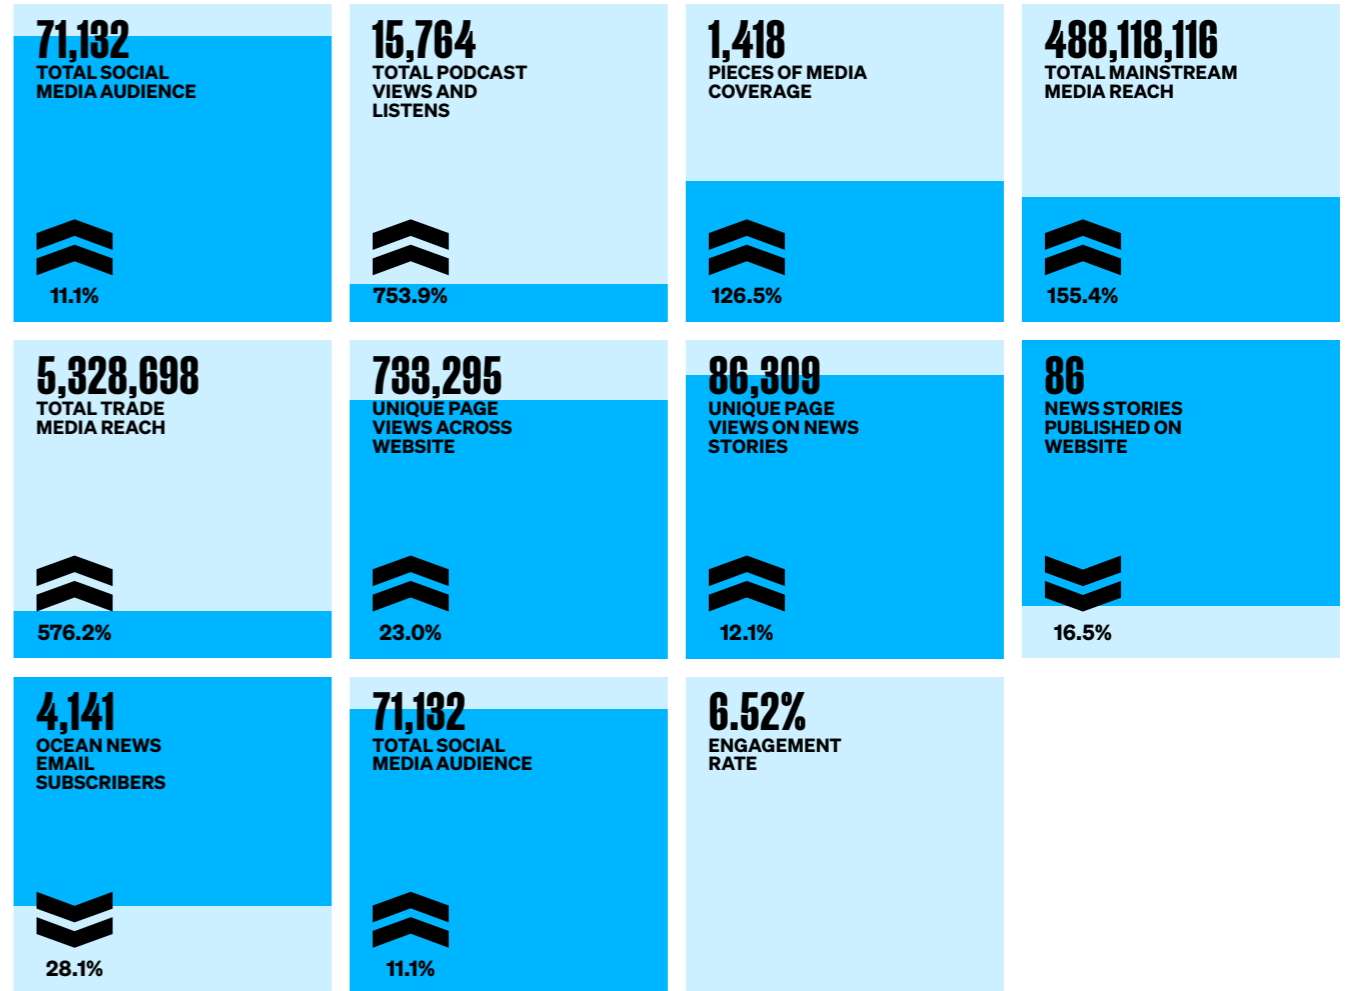 71,132
TOTAL SOCIAL
MEDIA AUDIENCE
11.1%
15,764
TOTAL PODCAST
VIEWS AND
LISTENS
753.9%
1,418
PIECES OF MEDIA
COVERAGE
126.5%
488,118,116
TOTAL MAINSTREAM
MEDIA REACH
155.4%
5,328,698
TOTAL TRADE
MEDIA REACH
576.2%
733,295
UNIQUE PAGE
VIEWS ACROSS
WEBSITE
23.0%
86,309
UNIQUE PAGE
VIEWS ON NEWS
STORIES
12.1%
86
NEWS STORIES
PUBLISHED ON
WEBSITE
16.5%
4,141
OCEAN NEWS
EMAIL
SUBSCRIBERS
28.1%
71,132
TOTAL SOCIAL
MEDIA AUDIENCE
11.1%
6.52%
ENGAGEMENT
RATE